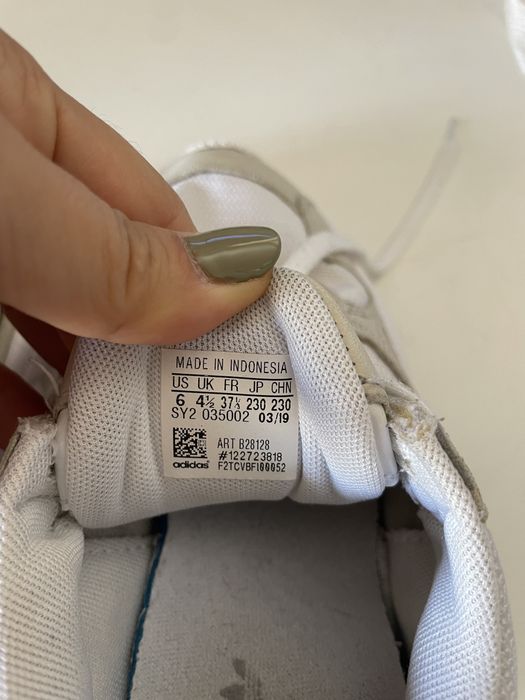 MADE IN INDONESIA
US UK FR JP CHN
6 4½ 37⅓ 230 230
SY2 035002 03/19
ART B28128
#122723818
adidas F2TCVBF100052